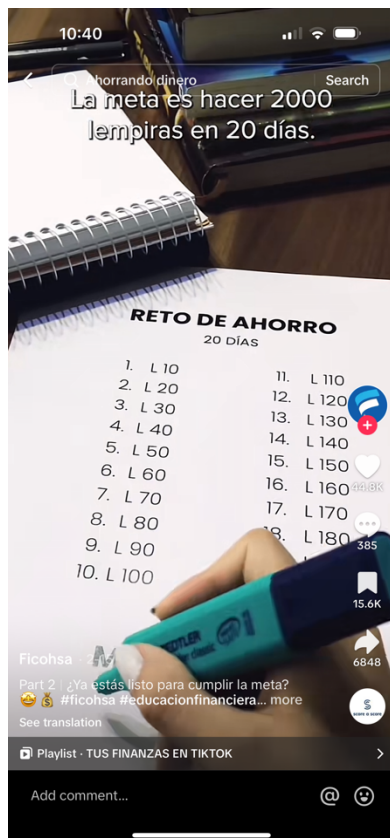 10:40
Ahorrando dinero
Search
La meta es hacer 2000
lempiras en 20 días.
RETO DE AHORRO
20 DÍAS
1. L 10
2. L 20
3. L 30
4. L 40
5. L 50
6. L 60
7. L 70
8. L 80
9. L 90
10. L 100
11. L 110
12. L 120
13. L 130
14. L 140
15. L 150
16. L 160
17. L 170
18. L 180
44.8K
385
15.6K
6848
Ficohsa
Part 2 | ¿Ya estás listo para cumplir la meta?
#ficohsa #educacionfinanciera... more
See translation
Playlist · TUS FINANZAS EN TIKTOK
Add comment...